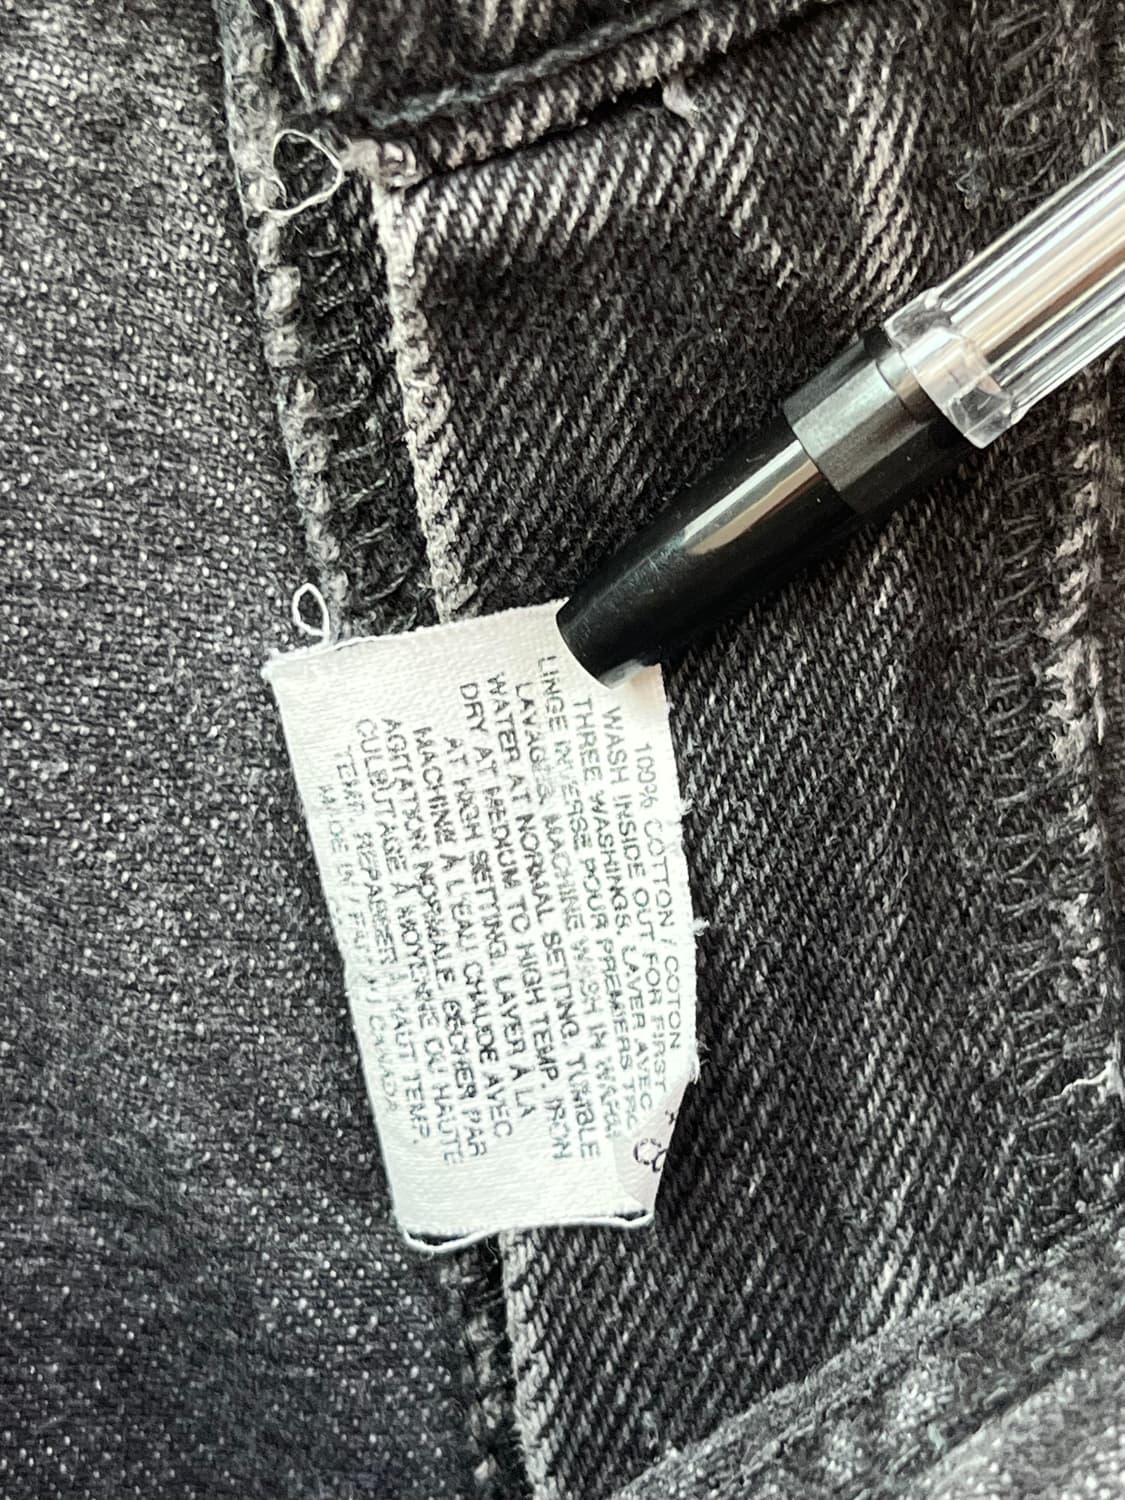 100% COTTON / COTON
WASH INSIDE OUT FOR FIRST
THREE WASHINGS. LAVER AVEC
LINGE INVERSE POUR PREMIERS
MACHINE WASH IN WARM
WATER AT NORMAL SETTING. TUMBLE
DRY AT MEDIUM TO HIGH TEMP. IRON
AT HIGH SETTING. LAVER À LA
MACHINE À L'EAU CHAUDE AVEC
AGITATION NORMALE SECHER PAR
CULBUTAGE À MOYENNE OU HAUTE
TEMP. REPASSER À HAUT TEMP.
MADE IN / FAIT AU CANADA